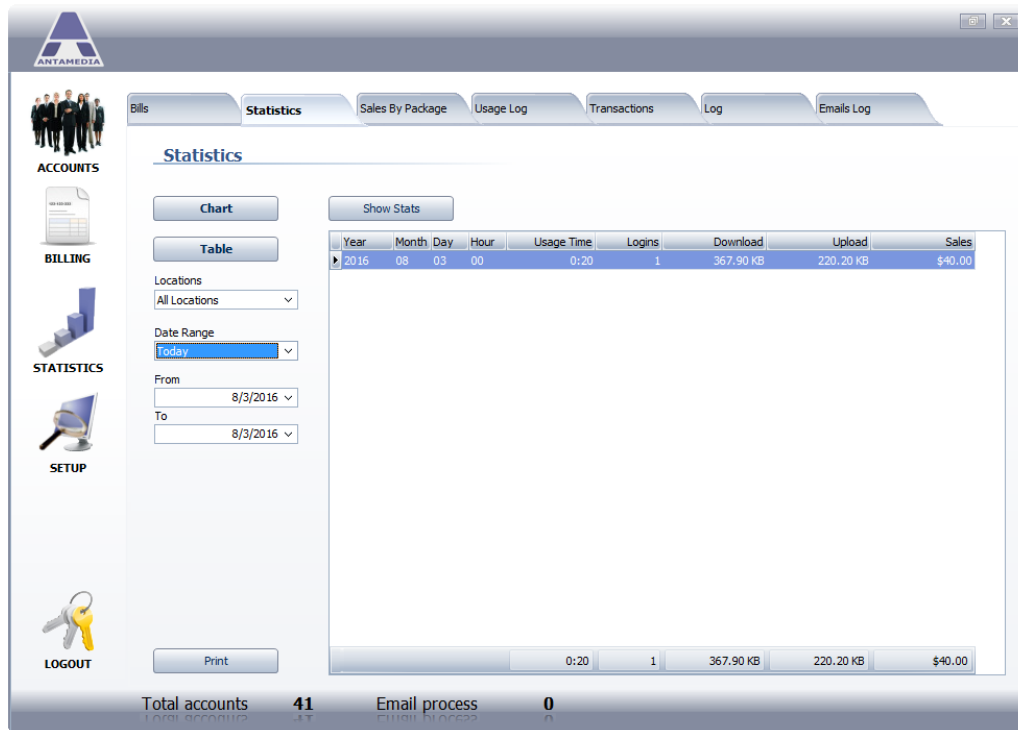 ANTAMEDIA
ACCOUNTS
BILLING
STATISTICS
SETUP
LOGOUT
Bills Statistics Sales By Package Usage Log Transactions Log Emails Log
Statistics
Chart
Table
Locations
All Locations
Date Range
Today
From
8/3/2016
To
8/3/2016
Print
Show Stats
Year Month Day Hour Usage Time Logins Download Upload Sales
2016 08 03 00 0:20 1 367.90 KB 220.20 KB $40.00
0:20 1 367.90 KB 220.20 KB $40.00
Total accounts 41 Email process 0